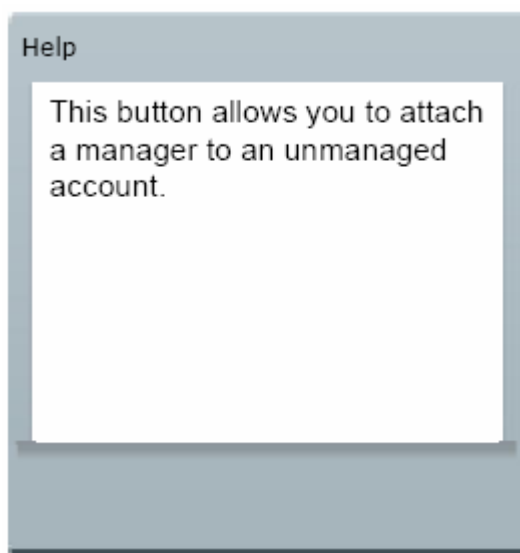 Help
This button allows you to attach
a manager to an unmanaged
account.